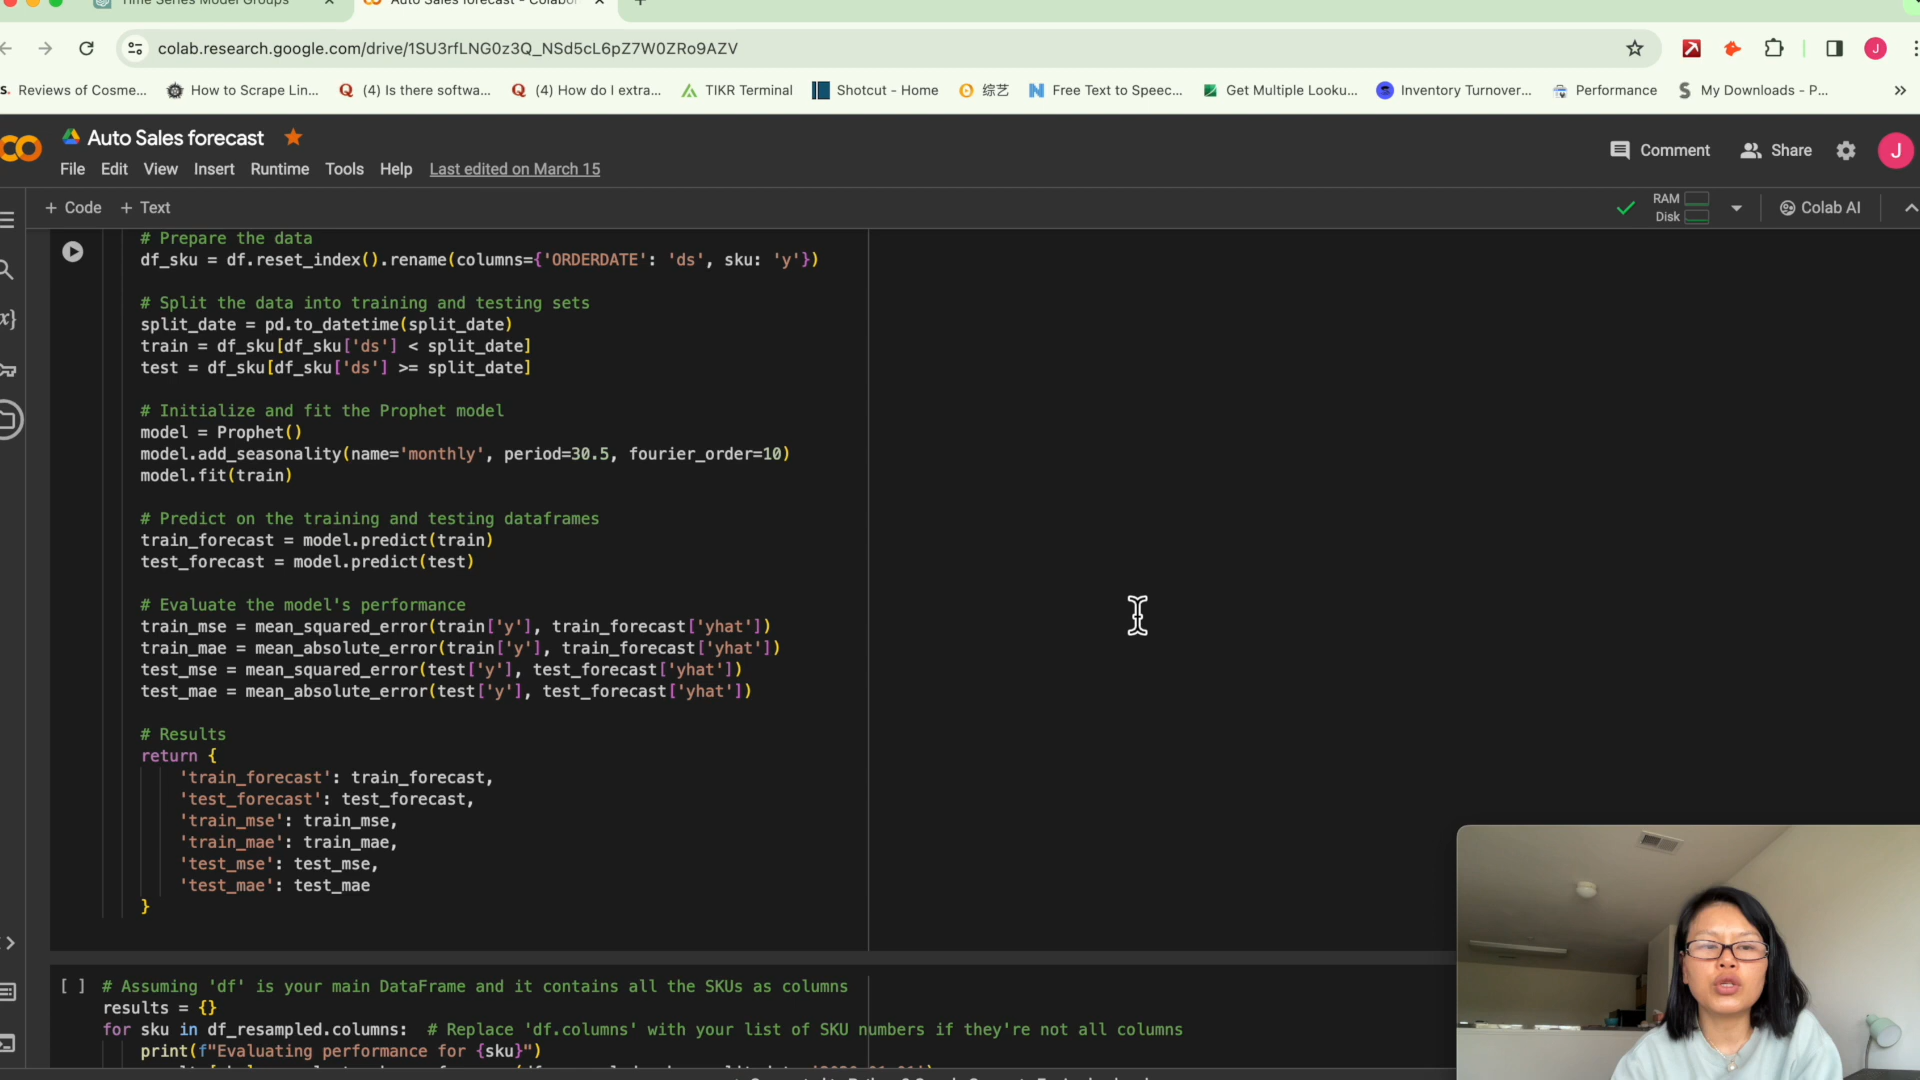 Time Series Model Groups
Auto Sales forecast - Colabo
colab.research.google.com/drive/1SU3rfLNG0z3Q_NSd5cL6pZ7W0ZRo9AZV
J
Reviews of Cosme... How to Scrape Lin... (4) Is there softwa... (4) How do I extra... TIKR Terminal Shotcut - Home 综艺 Free Text to Speec... Get Multiple Looku... Inventory Turnover... Performance My Downloads - P...
Auto Sales forecast
Comment Share J
File Edit View Insert Runtime Tools Help Last edited on March 15
+ Code + Text
RAM
Disk
Colab AI
# Prepare the data
df_sku = df.reset_index().rename(columns={'ORDERDATE': 'ds', sku: 'y'})
# Split the data into training and testing sets
split_date = pd.to_datetime(split_date)
train = df_sku[df_sku['ds'] < split_date]
test = df_sku[df_sku['ds'] >= split_date]
# Initialize and fit the Prophet model
model = Prophet()
model.add_seasonality(name='monthly', period=30.5, fourier_order=10)
model.fit(train)
# Predict on the training and testing dataframes
train_forecast = model.predict(train)
test_forecast = model.predict(test)
# Evaluate the model's performance
train_mse = mean_squared_error(train['y'], train_forecast['yhat'])
train_mae = mean_absolute_error(train['y'], train_forecast['yhat'])
test_mse = mean_squared_error(test['y'], test_forecast['yhat'])
test_mae = mean_absolute_error(test['y'], test_forecast['yhat'])
# Results
return {
'train_forecast': train_forecast,
'test_forecast': test_forecast,
'train_mse': train_mse,
'train_mae': train_mae,
'test_mse': test_mse,
'test_mae': test_mae
}
[ ] # Assuming 'df' is your main DataFrame and it contains all the SKUs as columns
results = {}
for sku in df_resampled.columns: # Replace 'df.columns' with your list of SKU numbers if they're not all columns
print(f"Evaluating performance for {sku}")